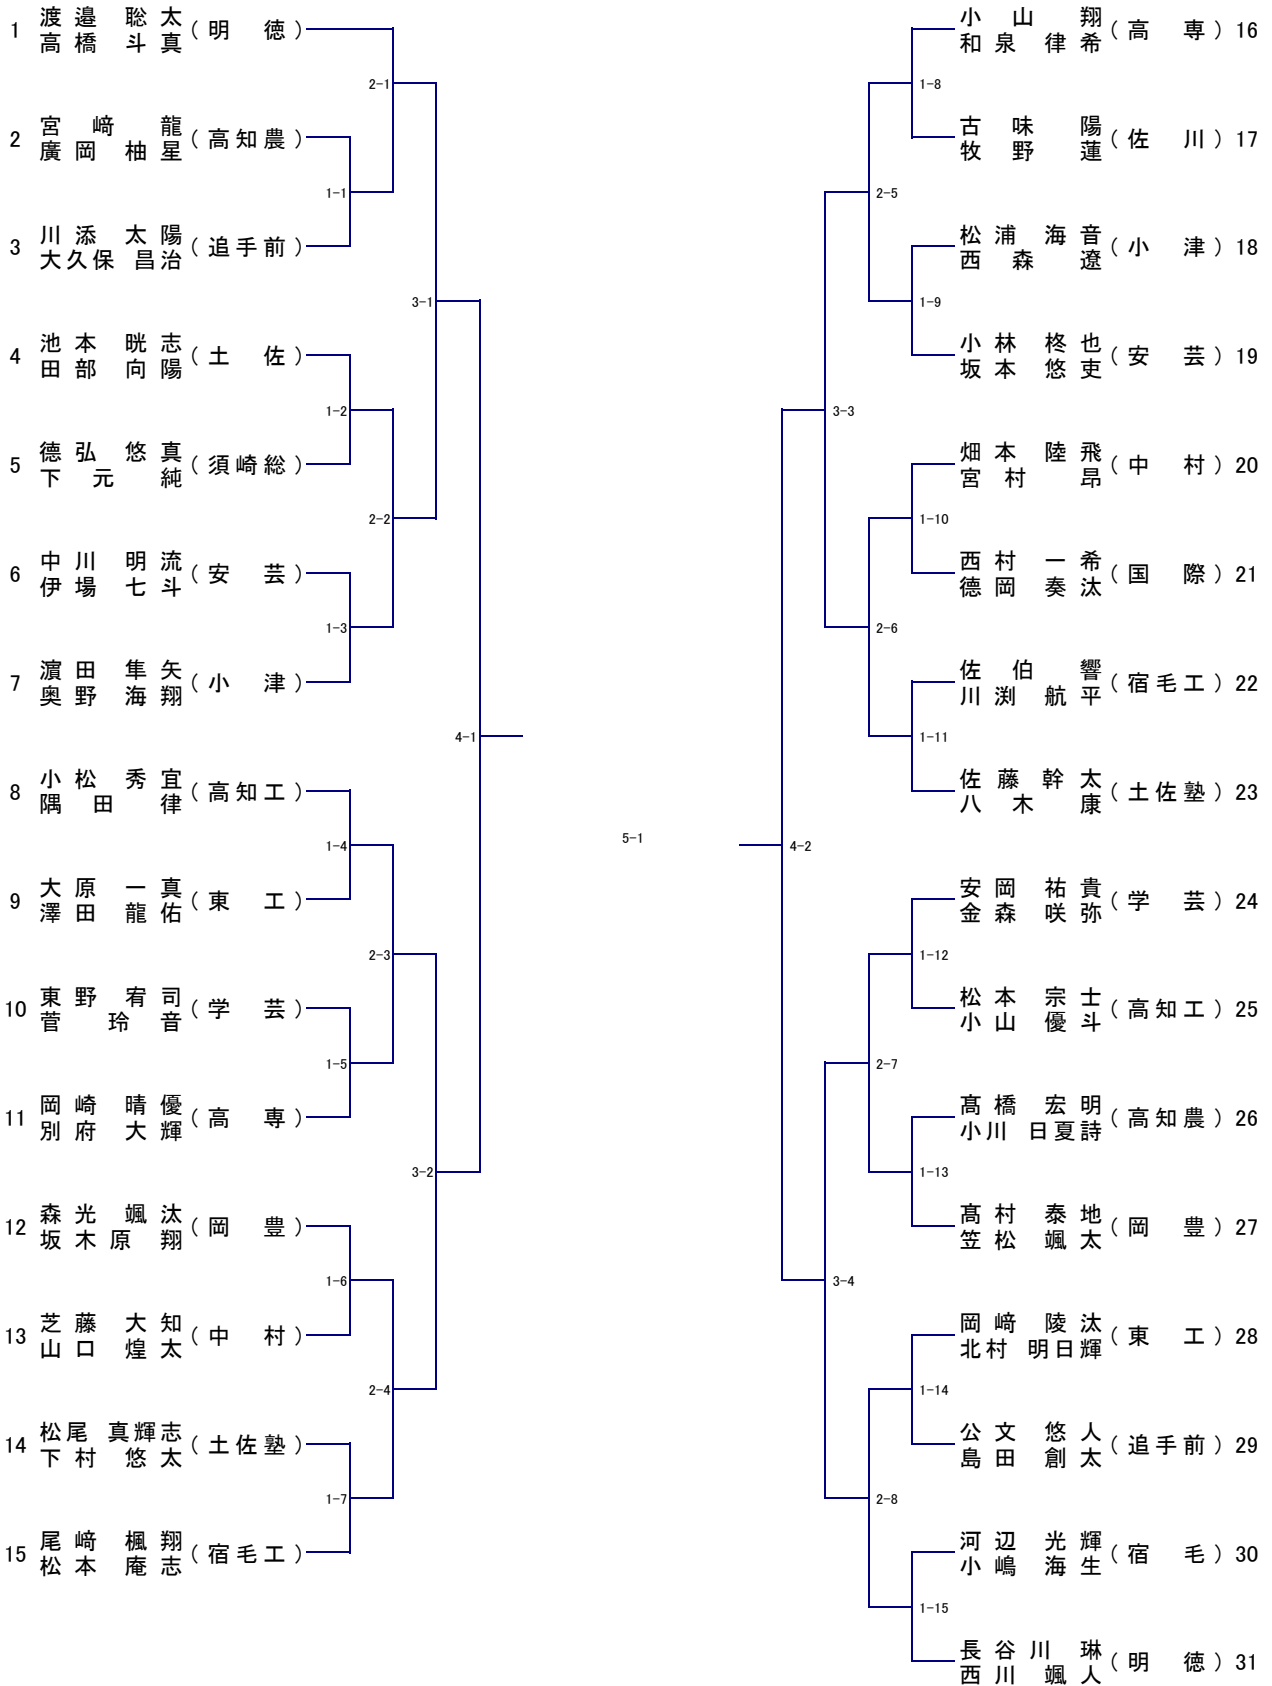 1 渡邉 聡太 高橋 斗真 ( 明 徳 )
2 宮﨑 龍 廣岡 柚星 ( 高知農 )
3 川添 太陽 大久保 昌治 ( 追手前 )
4 池本 晄志 田部 向陽 ( 土 佐 )
5 德弘 悠真 下元 純 ( 須崎総 )
6 中川 明流 伊場 七斗 ( 安 芸 )
7 濵田 隼矢 奥野 海翔 ( 小 津 )
8 小松 秀宜 隅田 律 ( 高知工 )
9 大原 一真 澤田 龍佑 ( 東 工 )
10 東野 宥司 菅 玲音 ( 学 芸 )
11 岡崎 晴優 別府 大輝 ( 高 専 )
12 森光 颯汰 坂木原 翔 ( 岡 豊 )
13 芝藤 大知 山口 煌太 ( 中 村 )
14 松尾 真輝志 下村 悠太 ( 土佐塾 )
15 尾﨑 楓翔 松本 庵志 ( 宿毛工 )
1-1
1-2
1-3
1-4
1-5
1-6
1-7
2-1
2-2
2-3
2-4
3-1
3-2
4-1
5-1
4-2
3-3
3-4
2-5
2-6
2-7
2-8
1-8
1-9
1-10
1-11
1-12
1-13
1-14
1-15
小山 翔 和泉 律希 ( 高 専 ) 16
古味 陽 牧野 蓮 ( 佐 川 ) 17
松浦 海音 西森 遼 ( 小 津 ) 18
小林 柊也 坂本 悠吏 ( 安 芸 ) 19
畑本 陸飛 宮村 昂 ( 中 村 ) 20
西村 一希 德岡 奏汰 ( 国 際 ) 21
佐伯 響 川渕 航平 ( 宿毛工 ) 22
佐藤 幹太 八木 康 ( 土佐塾 ) 23
安岡 祐貴 金森 咲弥 ( 学 芸 ) 24
松本 宗士 小山 優斗 ( 高知工 ) 25
髙橋 宏明 小川 日夏詩 ( 高知農 ) 26
髙村 泰地 笠松 颯太 ( 岡 豊 ) 27
岡﨑 陵汰 北村 明日輝 ( 東 工 ) 28
公文 悠人 島田 創太 ( 追手前 ) 29
河辺 光輝 小嶋 海生 ( 宿 毛 ) 30
長谷川 琳 西川 颯人 ( 明 徳 ) 31